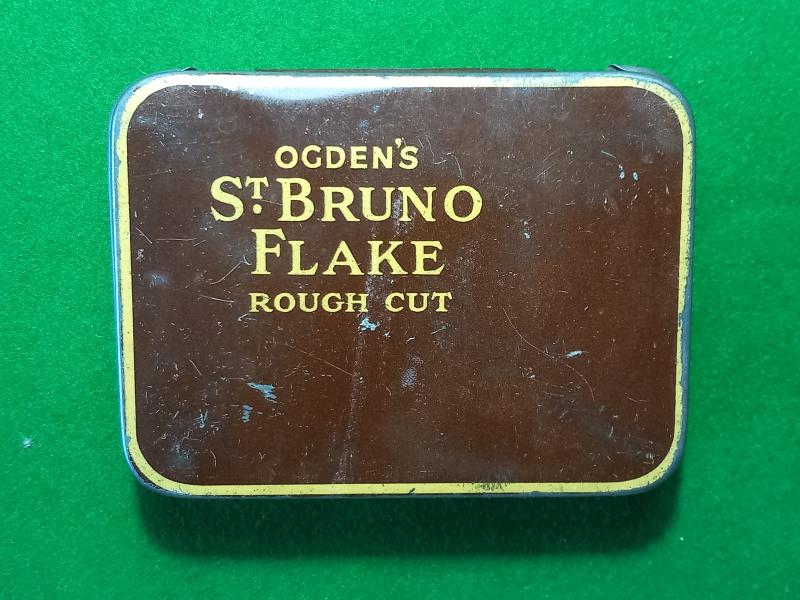 OGDEN'S
ST. BRUNO
FLAKE
ROUGH CUT